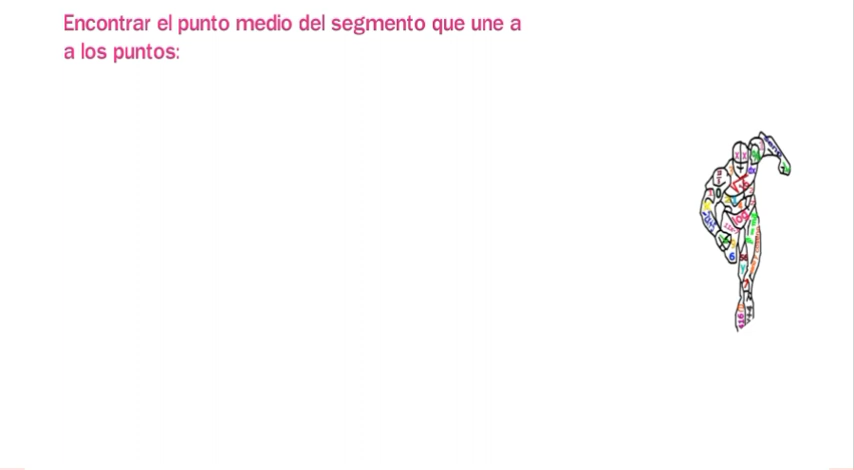 Encontrar el punto medio del segmento que une a
a los puntos: